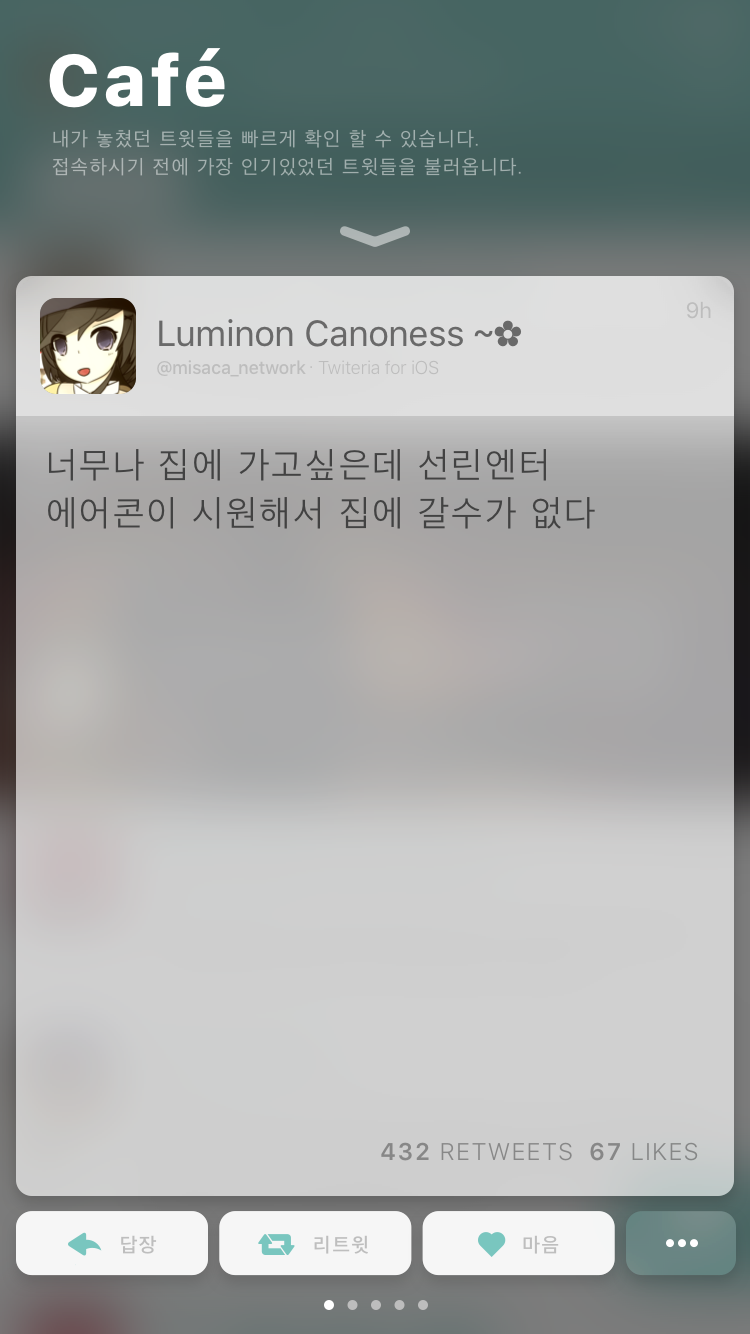 Café
내가 놓쳤던 트윗들을 빠르게 확인 할 수 있습니다.
접속하시기 전에 가장 인기있었던 트윗들을 불러옵니다.
9h
Luminon Canoness ~✿
@misaca_network · Twiteria for iOS
너무나 집에 가고싶은데 선린엔터
에어콘이 시원해서 집에 갈수가 없다
432 RETWEETS 67 LIKES
답장 리트윗 마음 •••